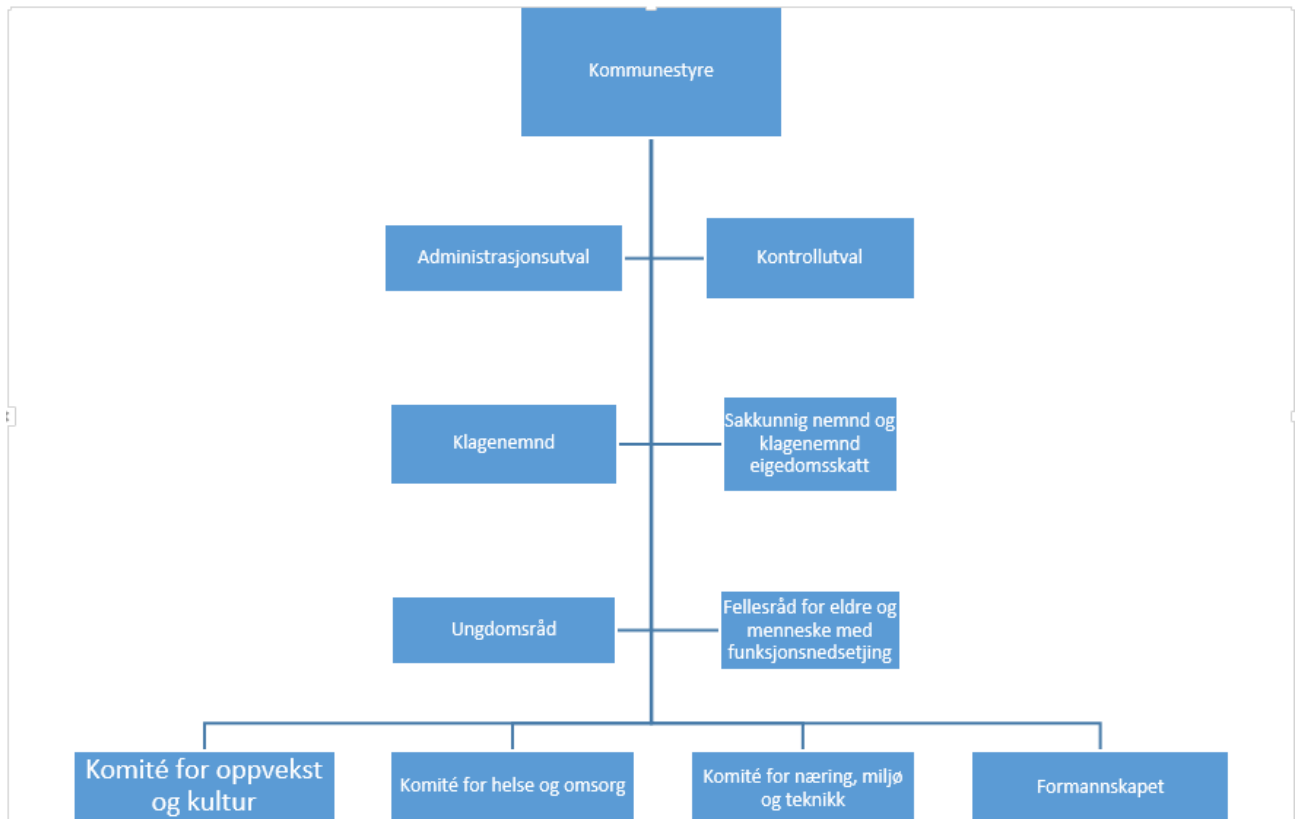 Kommunestyre
Administrasjonsutval
Kontrollutval
Klagenemnd
Sakkunnig nemnd og
klagenemnd
eigedomsskatt
Ungdomsråd
Fellesråd for eldre og
menneske med
funksjonsnedsetjing
Komité for oppvekst
og kultur
Komité for helse og omsorg
Komité for næring, miljø
og teknikk
Formannskapet